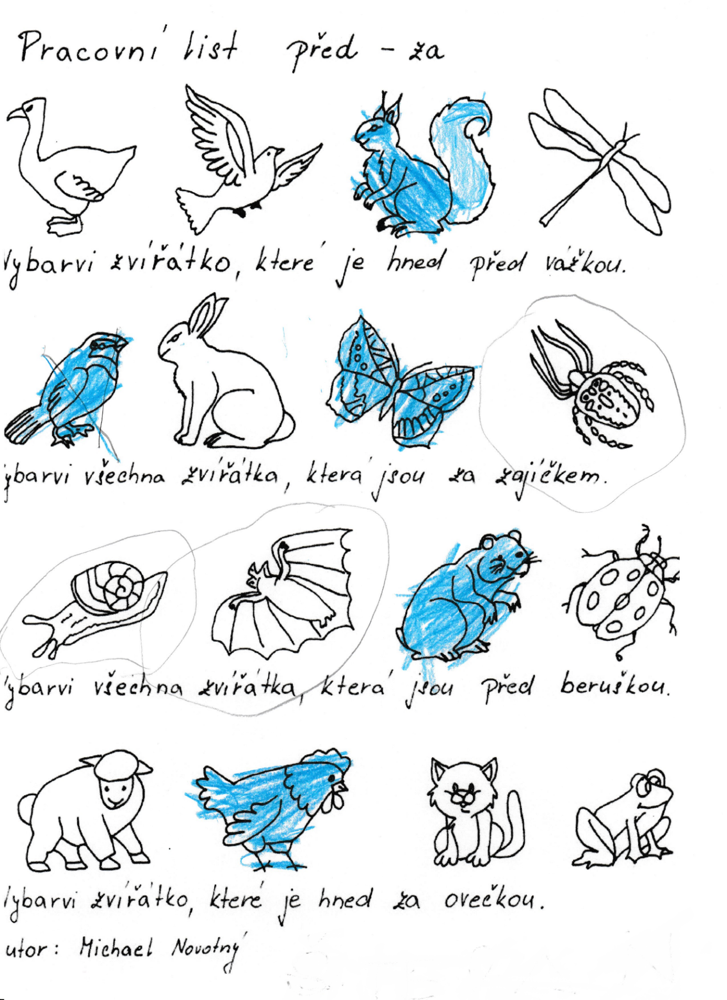 Pracovní list před - za
Vybarvi zvířátko, které je hned před vážkou.
ybarvi všechna zvířátka, která jsou za zajíčkem.
ybarvi všechna zvířátka, která jsou před beruškou.
Vybarvi zvířátko, které je hned za ovečkou.
utor: Michael Novotný